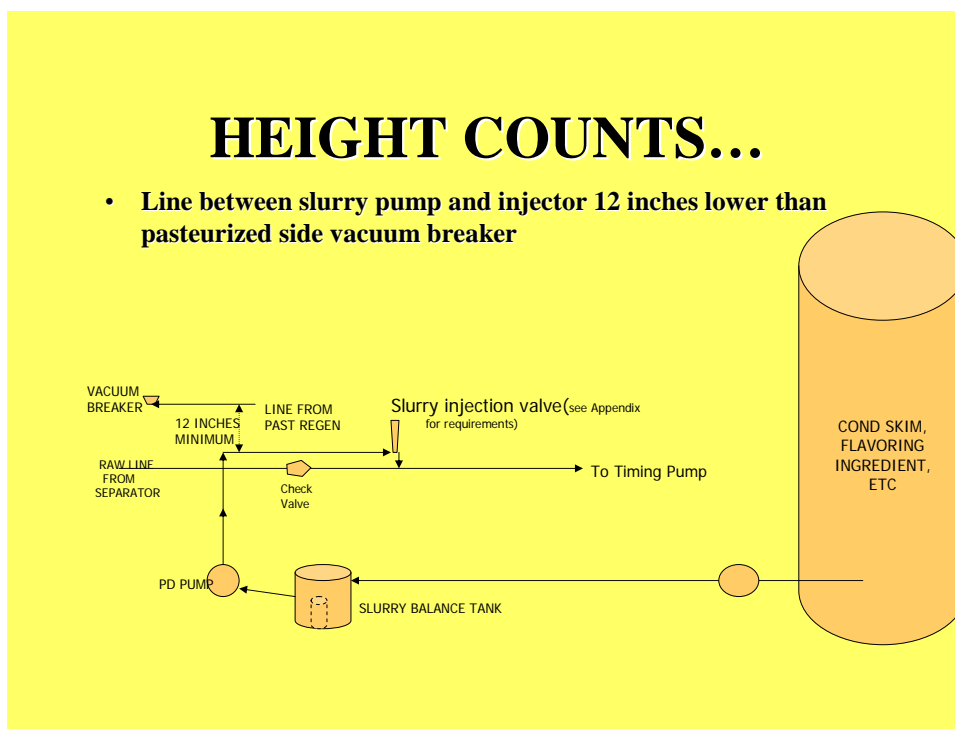 HEIGHT COUNTS…
• Line between slurry pump and injector 12 inches lower than
pasteurized side vacuum breaker
VACUUM
BREAKER
12 INCHES
MINIMUM
LINE FROM
PAST REGEN
Slurry injection valve(see Appendix
for requirements)
COND SKIM,
FLAVORING
INGREDIENT,
ETC
RAW LINE
FROM
SEPARATOR
Check
Valve
To Timing Pump
PD PUMP
SLURRY BALANCE TANK